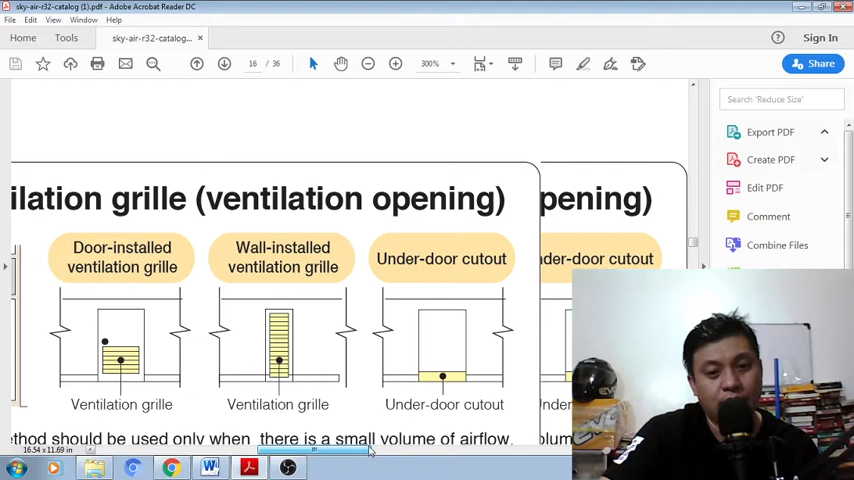 sky-air-r32-catalog (1).pdf - Adobe Acrobat Reader DC
File Edit View Window Help
Home Tools sky-air-r32-catalog... × Sign In
16 / 36 300% Share
Search 'Reduce Size'
Export PDF
Create PDF
Edit PDF
Comment
Combine Files
ilation grille (ventilation opening)
pening)
Door-installed
ventilation grille
Wall-installed
ventilation grille
Under-door cutout
nder-door cutout
Ventilation grille
Ventilation grille
Under-door cutout
ethod should be used only when there is a small volume of airflow.
16.54 x 11.69 in